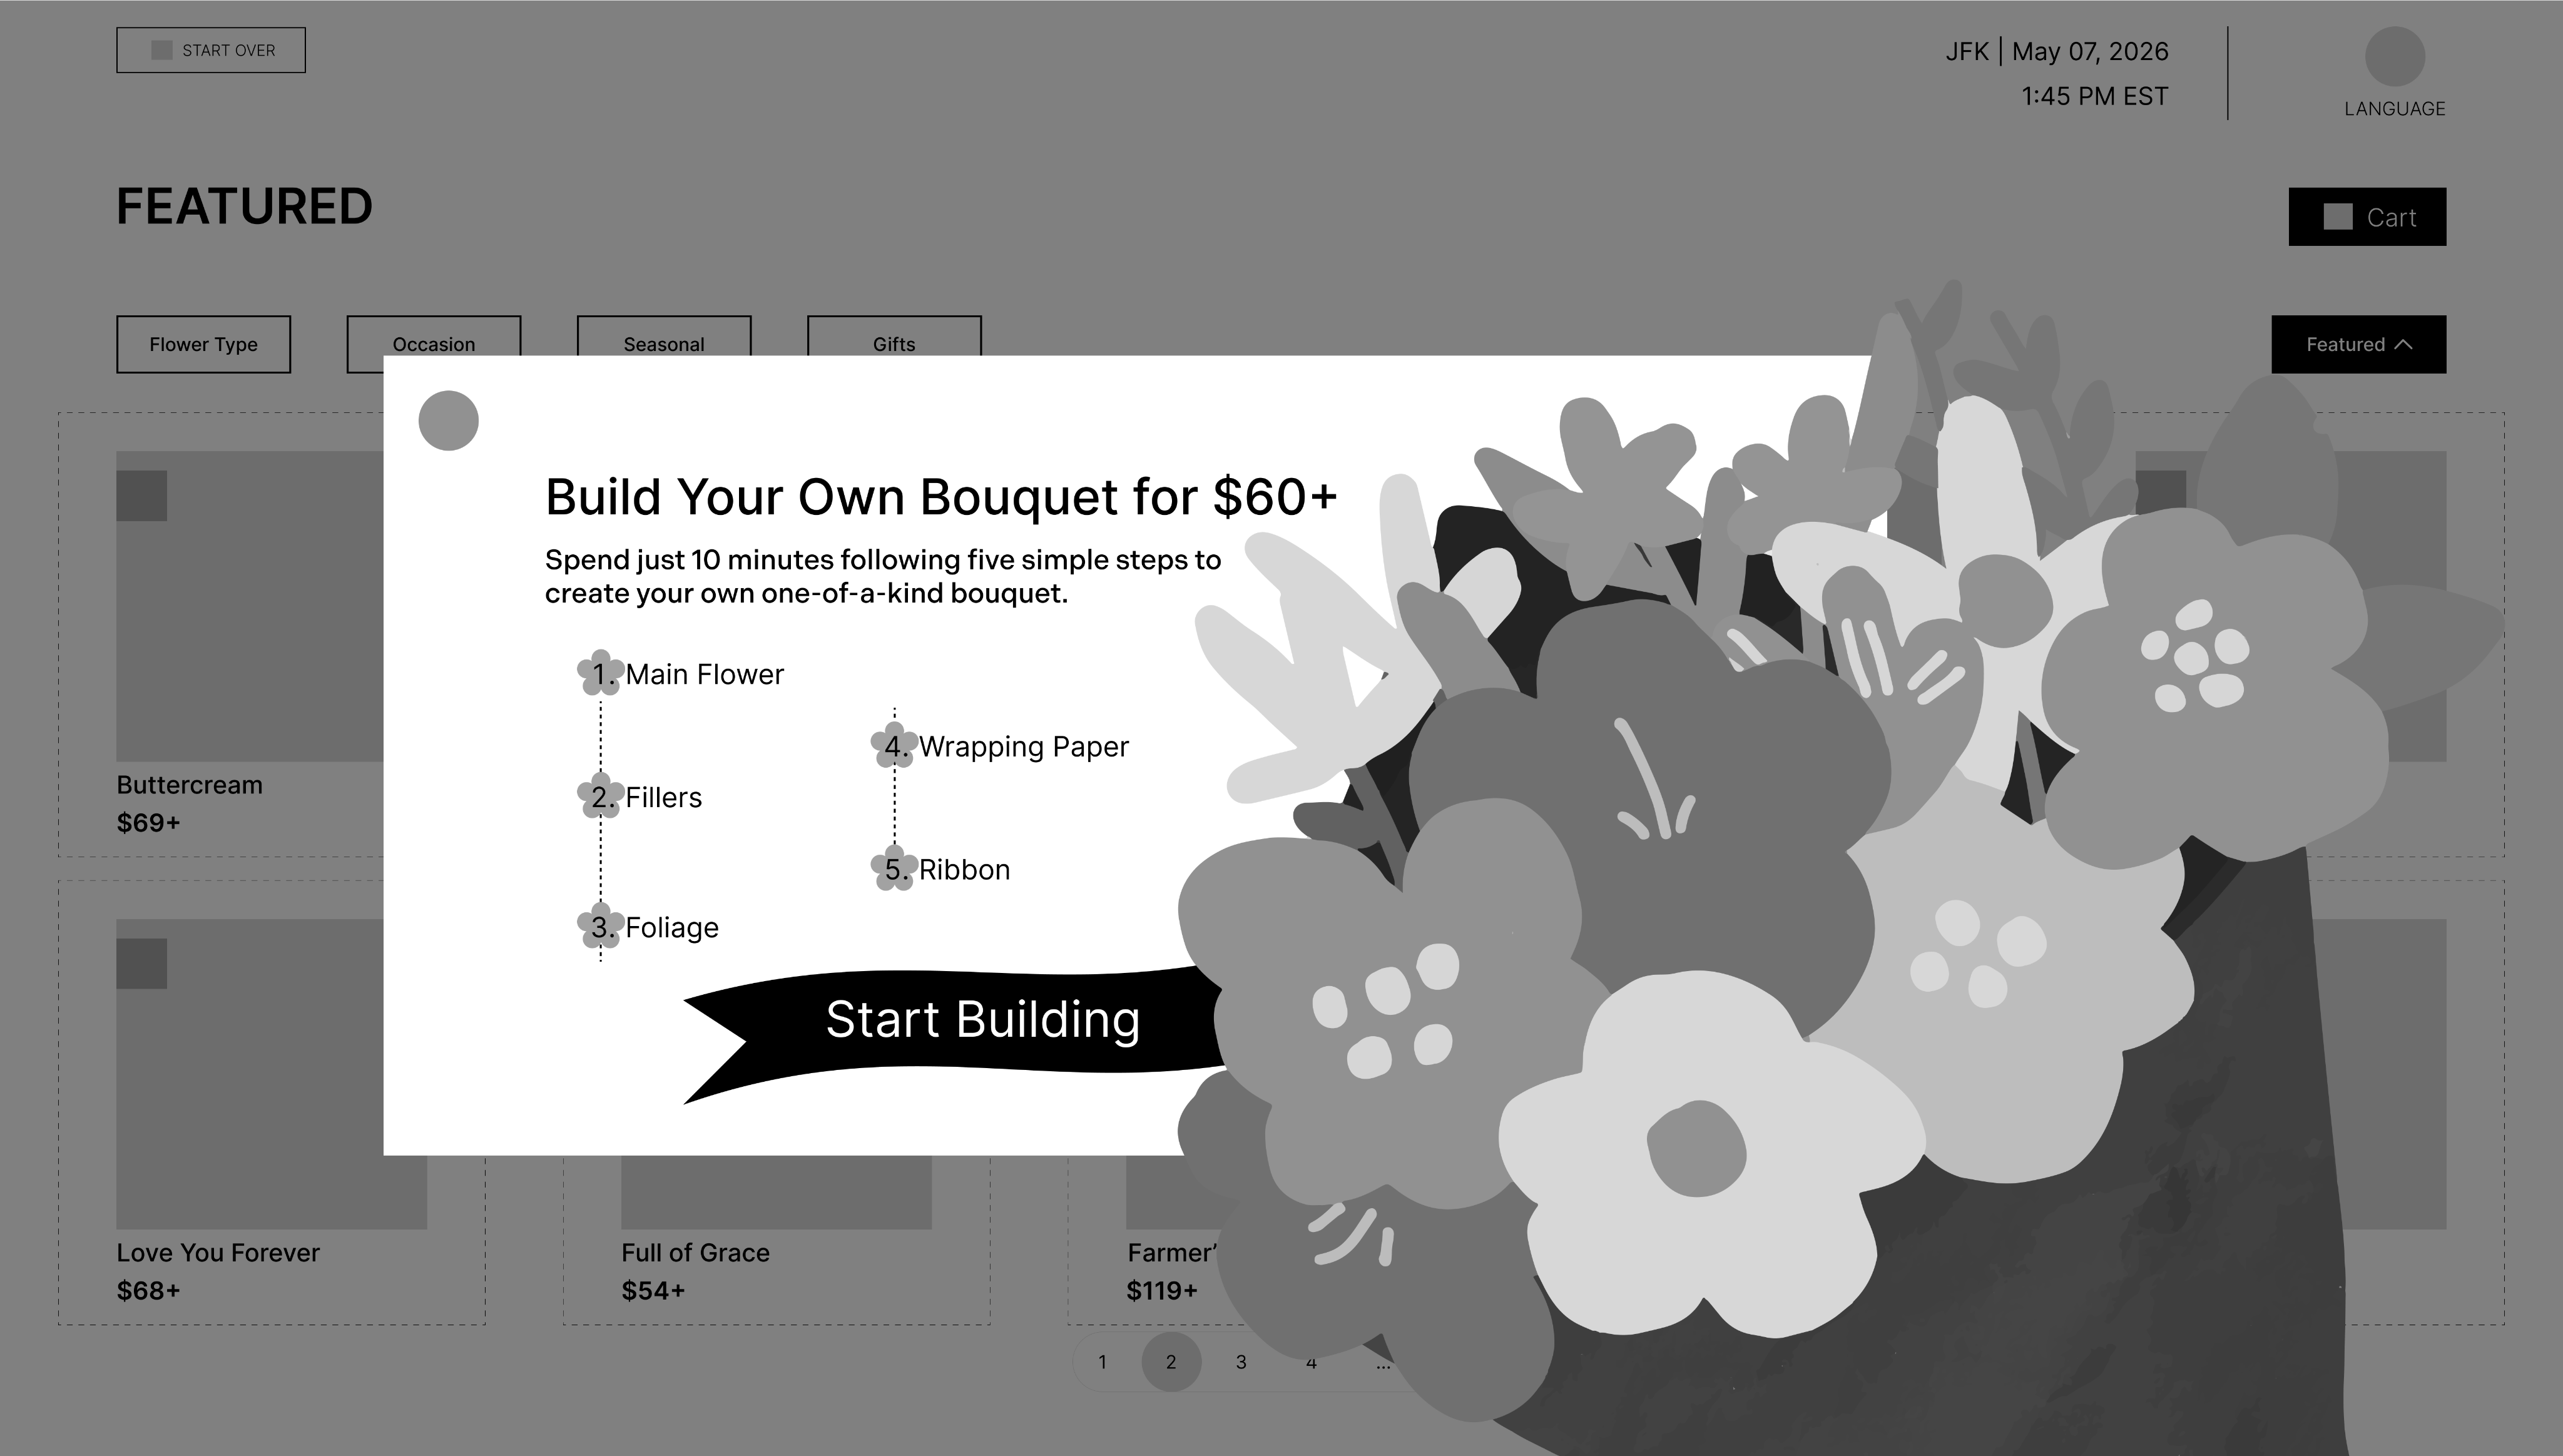 START OVER
JFK | May 07, 2026
1:45 PM EST
LANGUAGE
FEATURED
Cart
Flower Type
Occasion
Seasonal
Gifts
Featured
Build Your Own Bouquet for $60+
Spend just 10 minutes following five simple steps to
create your own one-of-a-kind bouquet.
1. Main Flower
2. Fillers
3. Foliage
4. Wrapping Paper
5. Ribbon
Start Building
Buttercream
$69+
Love You Forever
$68+
Full of Grace
$54+
Farmer’
$119+
1 2 3 4 ...